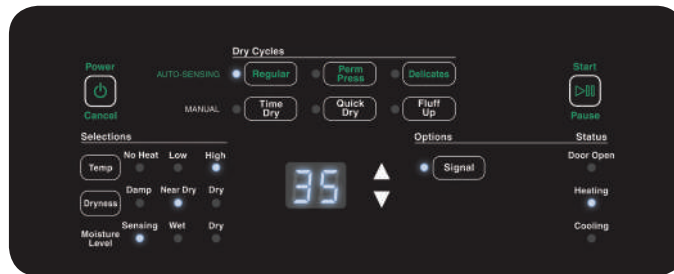 Dry Cycles
Power
Start
AUTO-SENSING Regular Perm Press Delicates
Cancel
Pause
MANUAL Time Dry Quick Dry Fluff Up
Selections
Options
Status
No Heat Low High
Temp
35
Signal
Door Open
Damp Near Dry Dry
Dryness
Heating
Sensing Wet Dry
Moisture Level
Cooling